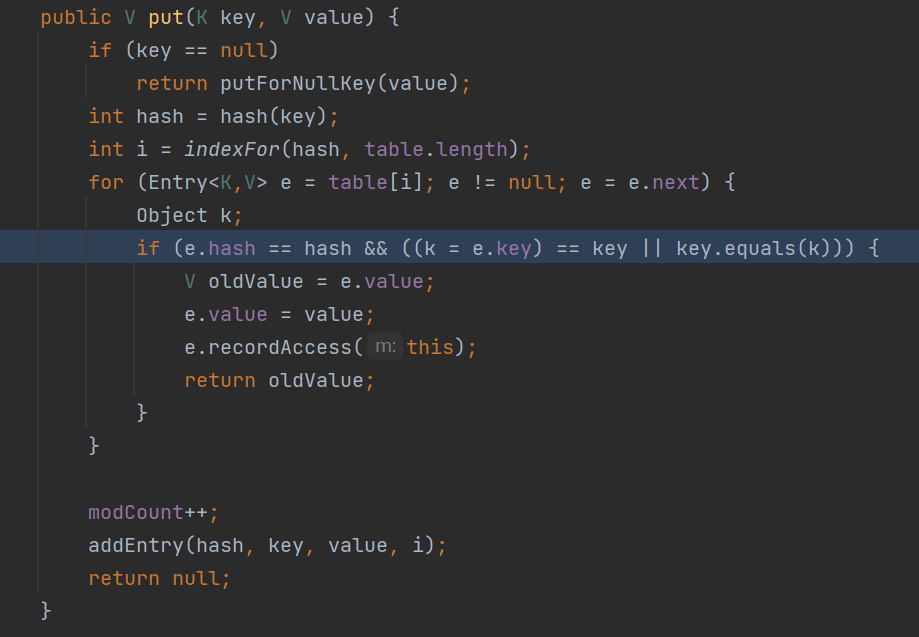 public V put(K key, V value) {
    if (key == null)
        return putForNullKey(value);
    int hash = hash(key);
    int i = indexFor(hash, table.length);
    for (Entry<K,V> e = table[i]; e != null; e = e.next) {
        Object k;
        if (e.hash == hash && ((k = e.key) == key || key.equals(k))) {
            V oldValue = e.value;
            e.value = value;
            e.recordAccess( m: this);
            return oldValue;
        }
    }

    modCount++;
    addEntry(hash, key, value, i);
    return null;
}